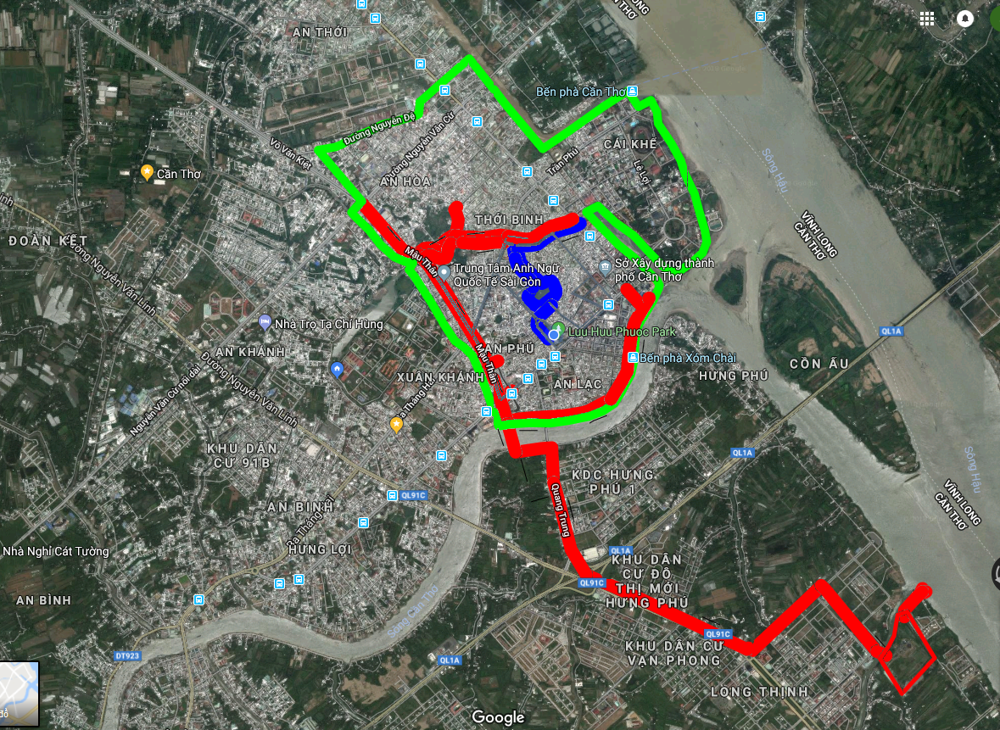 LONG
CẦN THƠ
AN THỚI
Bến phà Cần Thơ
Đường Nguyễn Đệ
Đường Nguyễn Văn Cừ
Võ Văn Kiệt
CÁI KHẾ
Trần Phú
Lê Lợi
Sông Hậu
Cần Thơ
AN HÒA
inh
THỚI BÌNH
VĨNH LONG
CẦN THƠ
ĐOÀN KẾT
Đường Nguyễn Văn Linh
Mậu Thân
Trung Tâm Anh Ngữ
Quốc Tế Sài Gòn
Sở Xây dựng thành
phố Cần Thơ
Nhà Trọ Tạ Chí Hùng
Lưu Hữu Phước Park
QL1A
AN KHÁNH
AN PHÚ
Mậu Thân
Bến phà Xóm Chài
CỒN ẤU
Đường Nguyễn Văn Linh
XUÂN KHÁNH
HƯNG PHÚ
AN LẠC
Nguyễn Văn Cừ nối dài
KHU DÂN
CƯ 91B
QL1A
Sông Hậu
KDC HƯNG
PHÚ 1
QL91C
VĨNH LONG
CẦN THƠ
AN BÌNH
Quang Trung
HƯNG LỢI
Nhà Nghỉ Cát Tường
QL1A
KHU DÂN
CƯ ĐÔ
THỊ MỚI
HƯNG PHÚ
QL91C
AN BÌNH
Sông Cần Thơ
QL91C
DT923
QL1A
KHU DÂN CƯ
VẠN PHONG
LONG THỊNH
đồ
Google